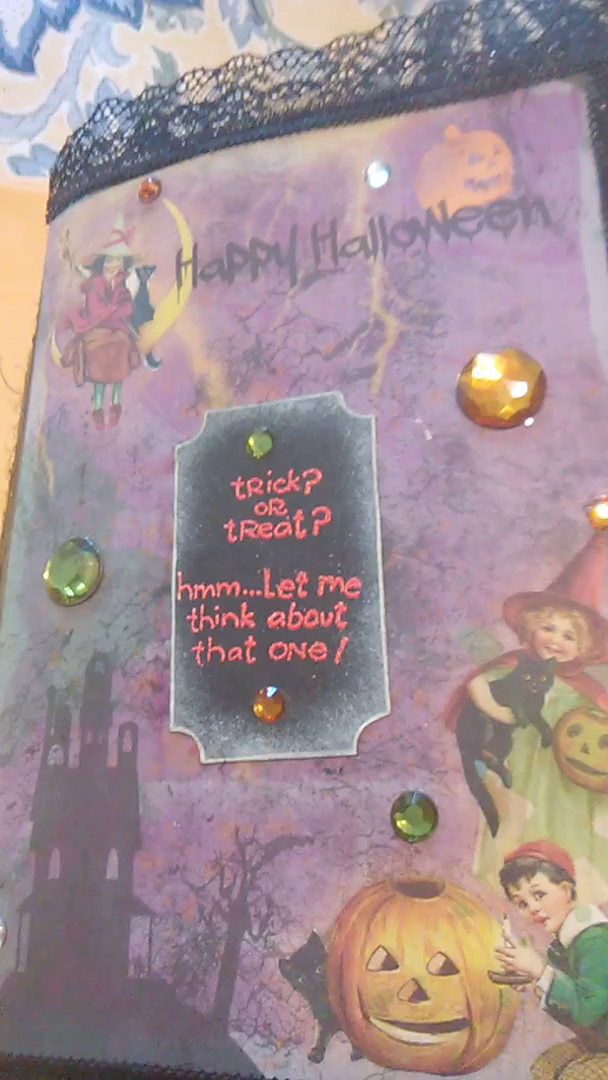 Happy Halloween
tRick?
oR
tReat?
hmm...Let me
think about
that ONe!